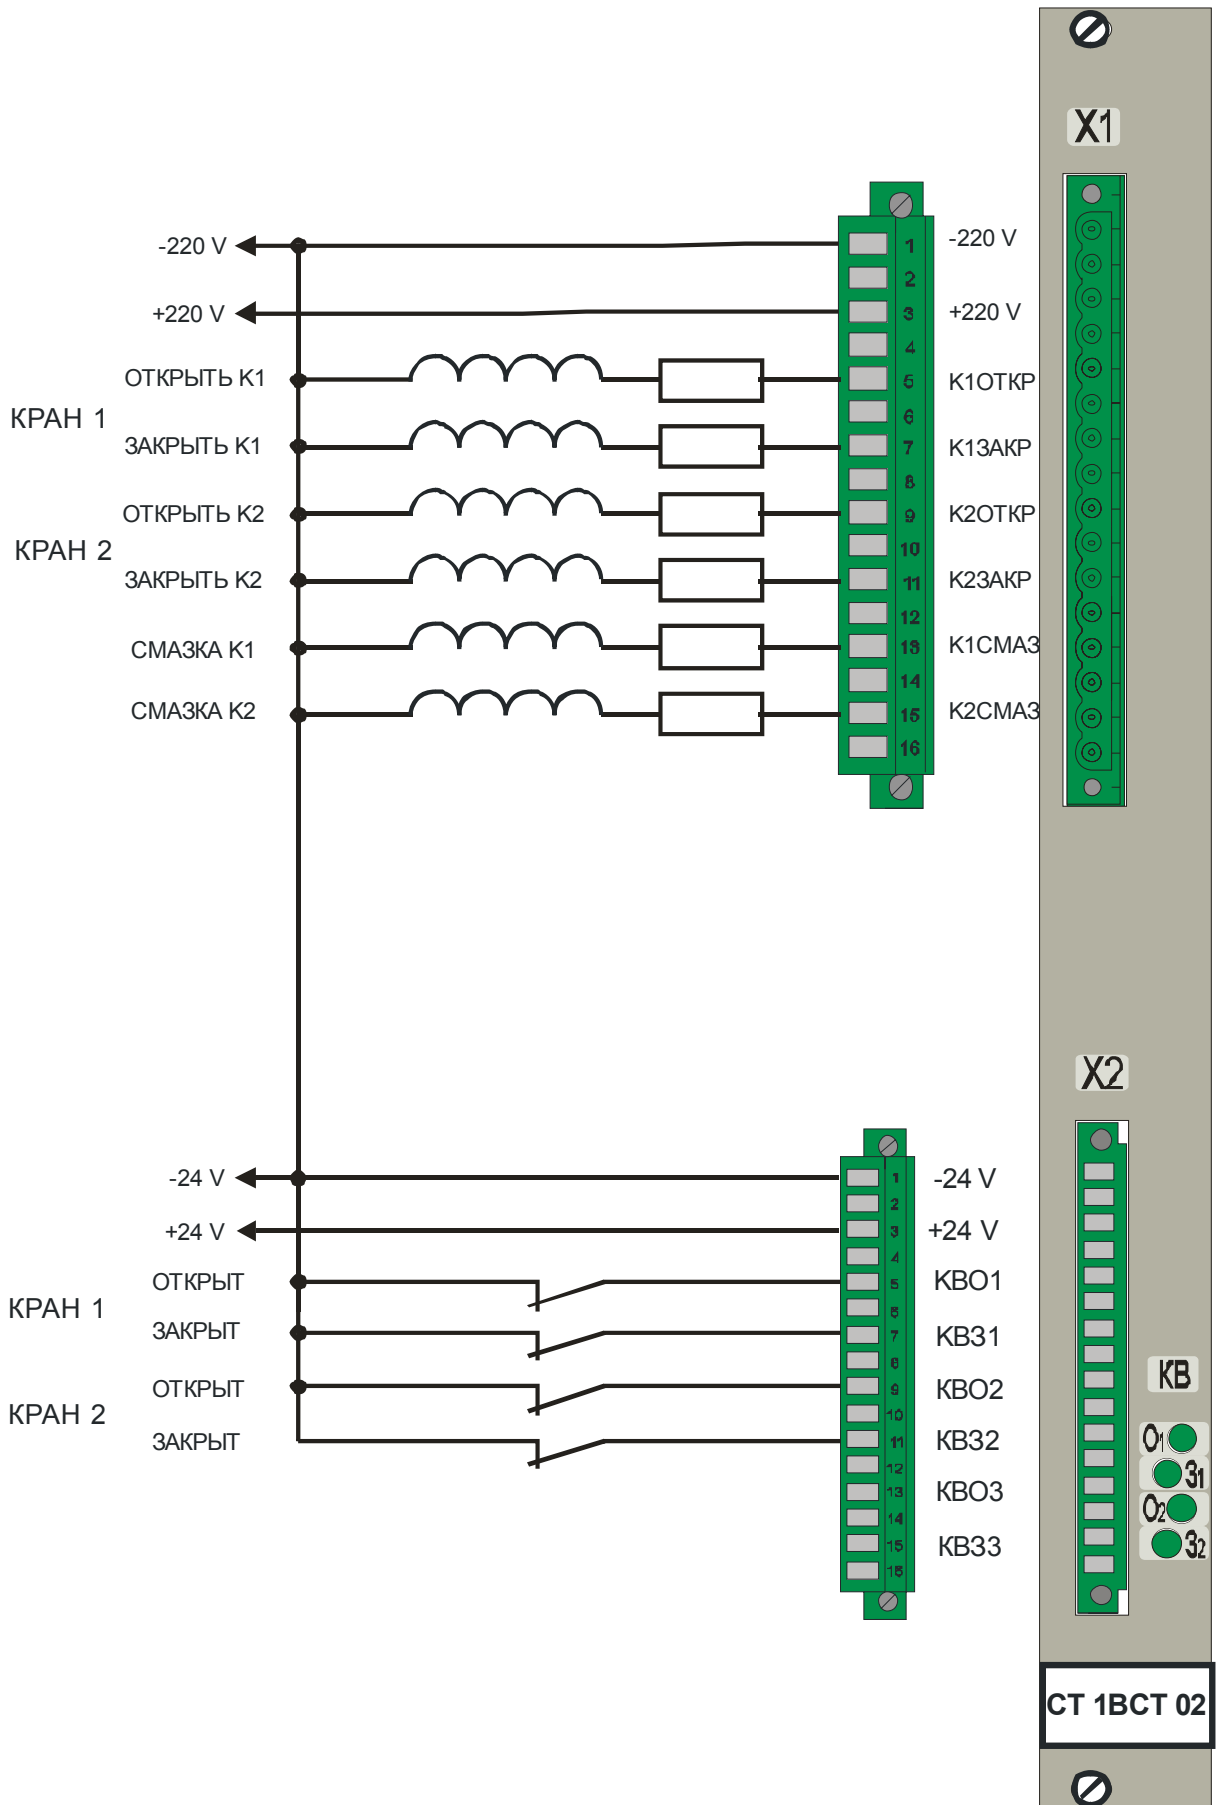 X1
-220 V 1 -220 V
2
+220 V 3 +220 V
4
ОТКРЫТЬ К1 5 К1ОТКР
КРАН 1
6
ЗАКРЫТЬ К1 7 К1ЗАКР
8
ОТКРЫТЬ К2 9 К2ОТКР
КРАН 2
10
ЗАКРЫТЬ К2 11 К2ЗАКР
12
СМАЗКА К1 13 К1СМАЗ
14
СМАЗКА К2 15 К2СМАЗ
16
X2
-24 V 1 -24 V
2
+24 V 3 +24 V
4
ОТКРЫТ 5 КВО1
КРАН 1
6
ЗАКРЫТ 7 КВЗ1
8
ОТКРЫТ 9 КВО2
КРАН 2
10
ЗАКРЫТ 11 КВЗ2
12
13 КВО3
14
15 КВЗ3
16
КВ
О1
З1
О2
З2
СТ 1ВСТ 02